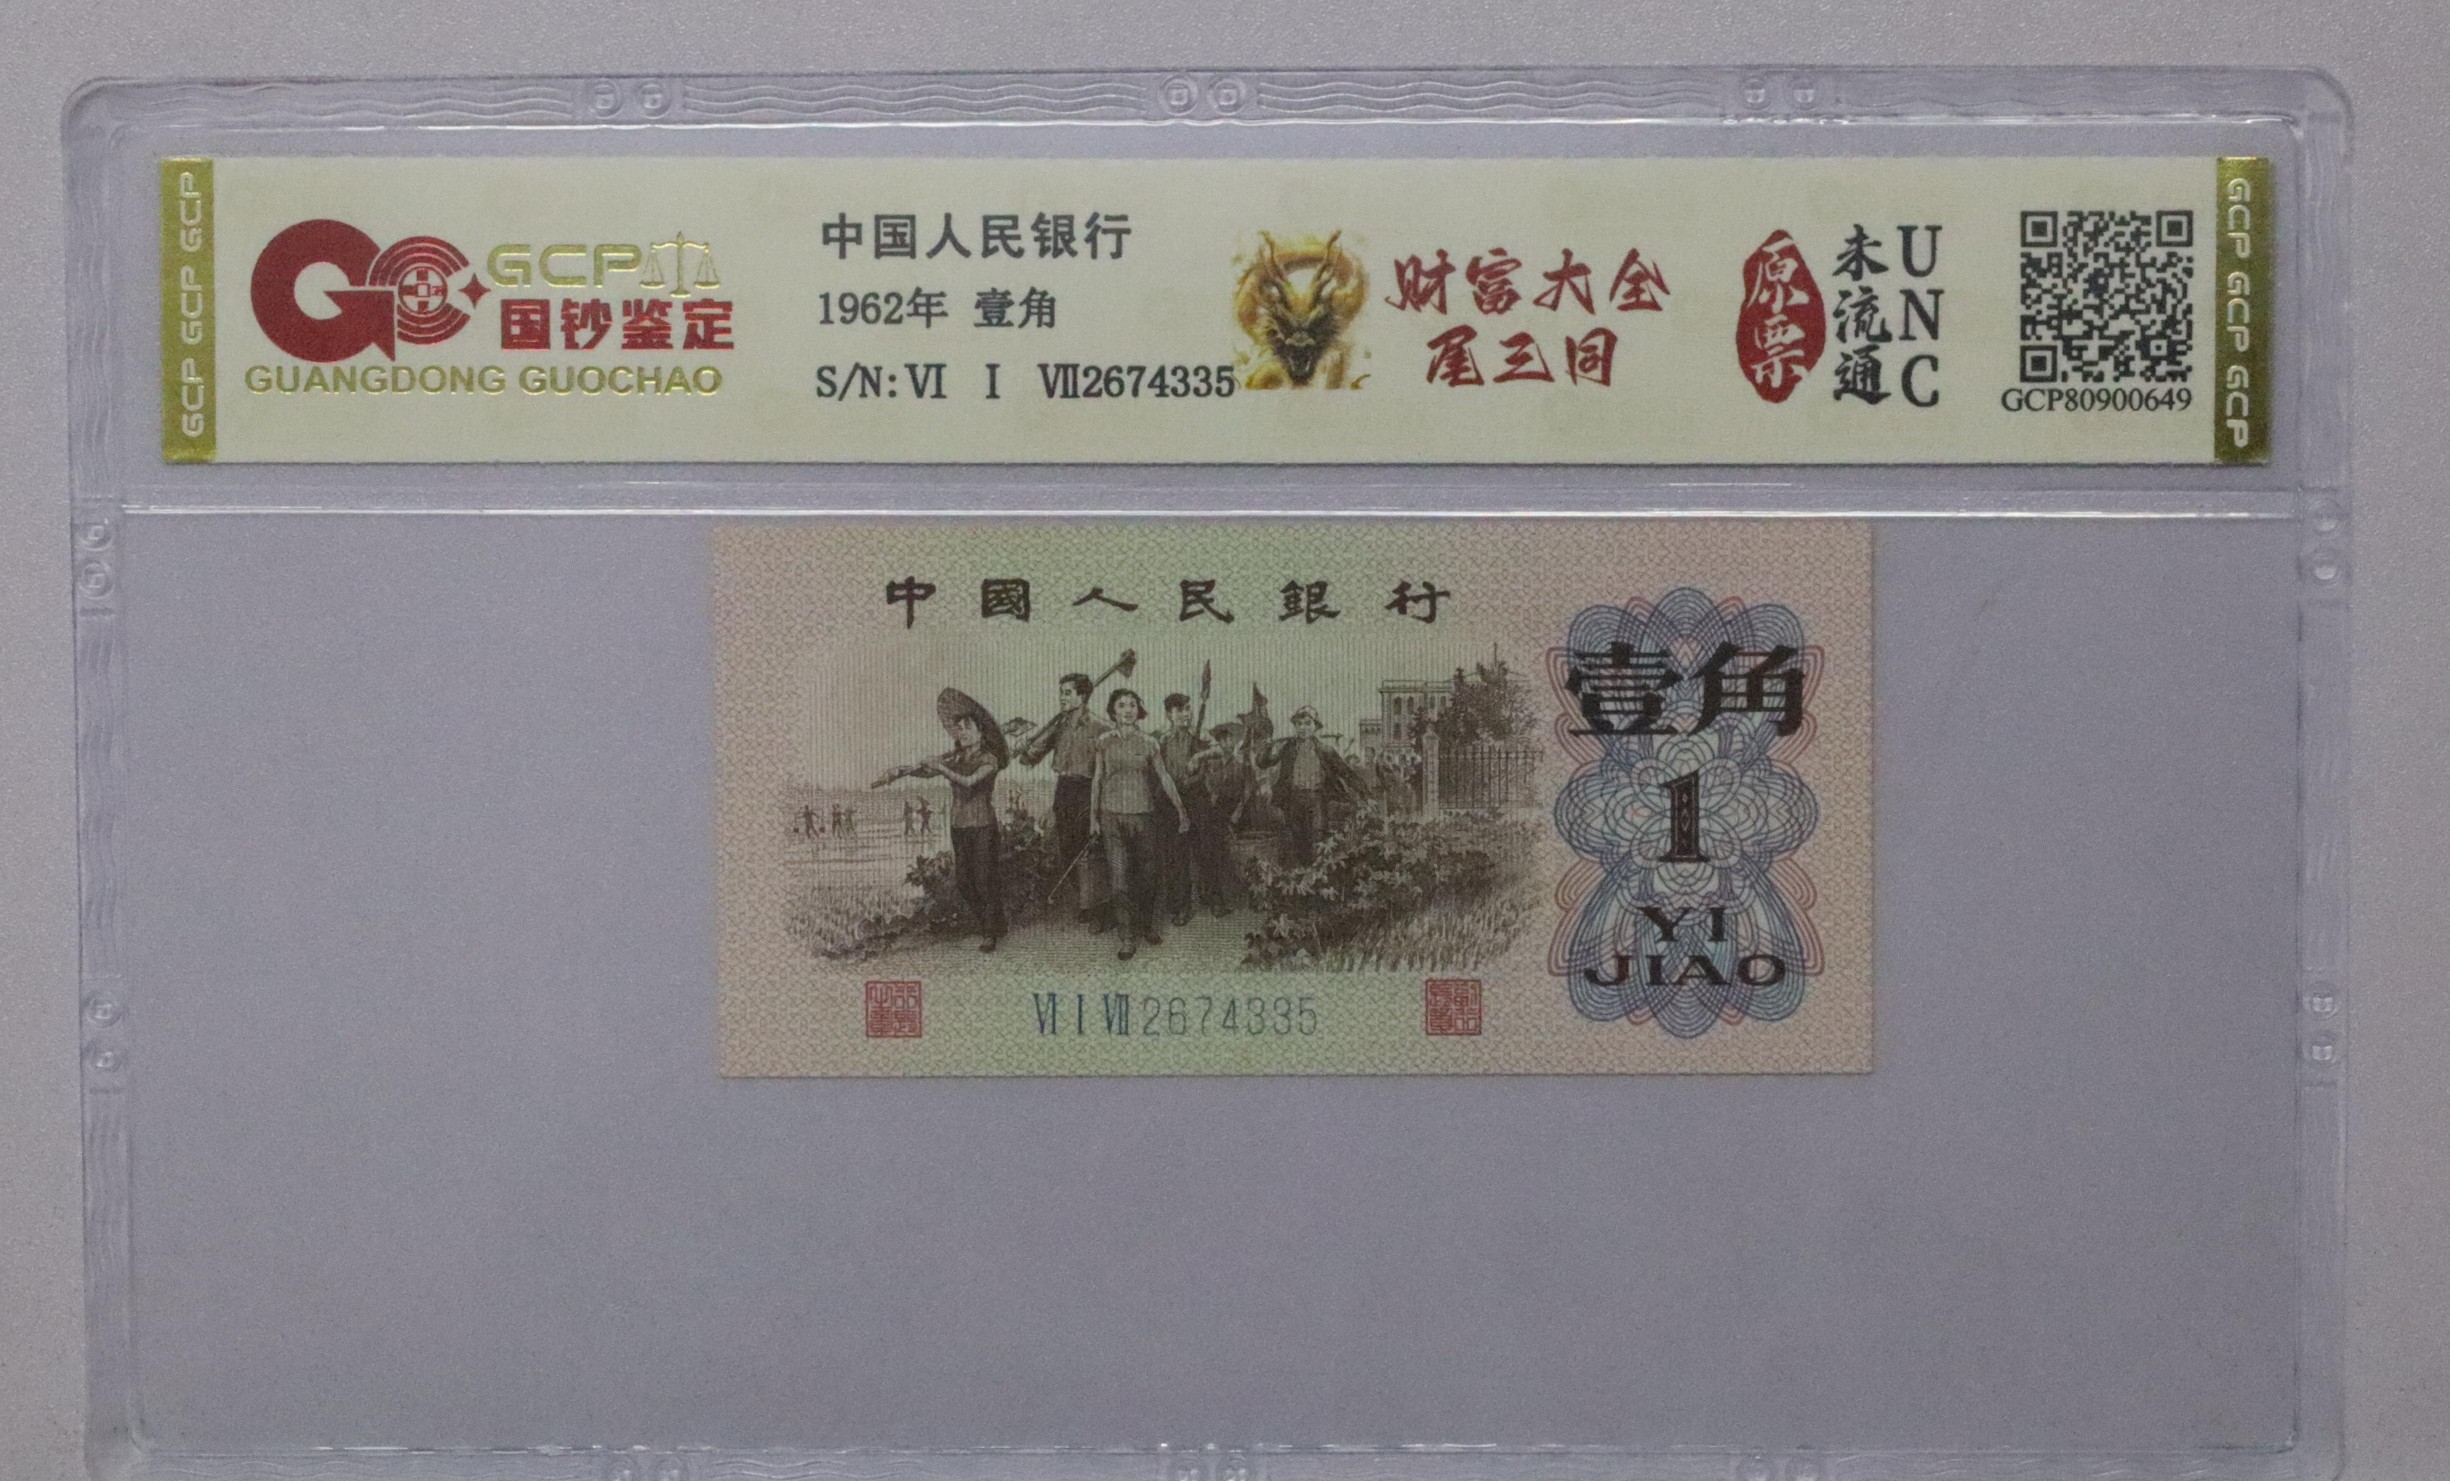 GCP GCP GCP
GCP
国钞鉴定
GUANGDONG GUOCHAO
中国人民银行
1962年 壹角
S/N:Ⅵ Ⅰ Ⅶ2674335
财富大全
尾三同
原票
未流通
UNC
GCP80900649
GCP GCP GCP GCP
中國人民銀行
壹角
1
YI
JIAO
Ⅵ Ⅰ Ⅶ 2674335